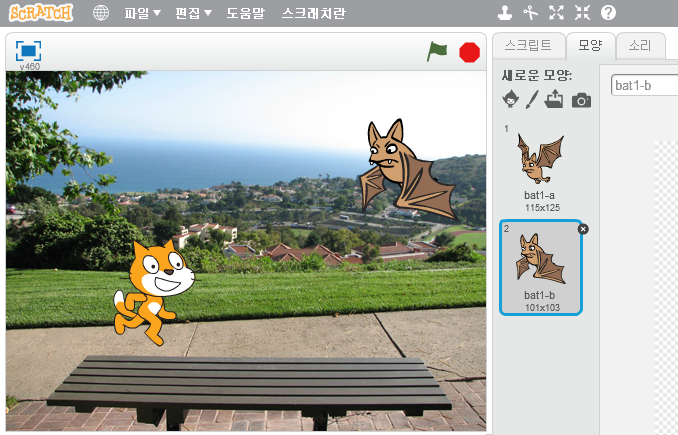 SCRATCH 파일 편집 도움말 스크래치란
v460
스크립트 모양 소리
새로운 모양:
bat1-b
1
bat1-a
115x125
2
bat1-b
101x103